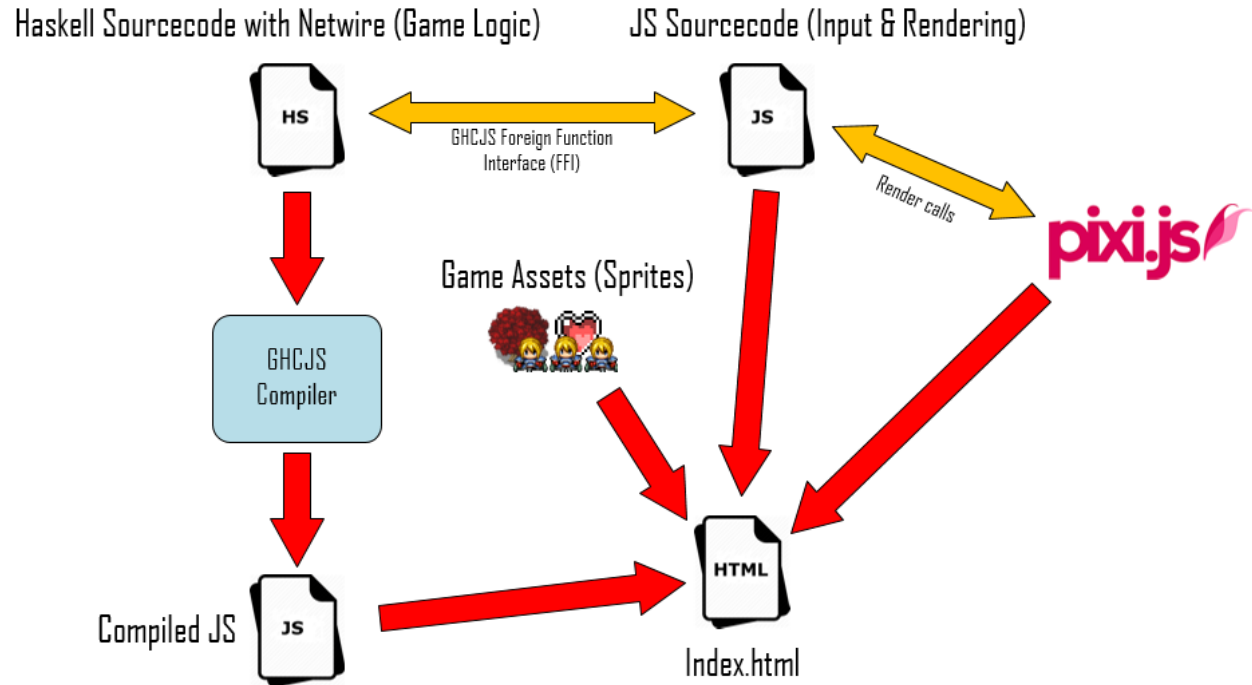 Haskell Sourcecode with Netwire (Game Logic)
JS Sourcecode (Input & Rendering)
HS
JS
GHCJS Foreign Function
Interface (FFI)
Render calls
pixi.js
Game Assets (Sprites)
GHCJS
Compiler
HTML
Compiled JS
JS
Index.html